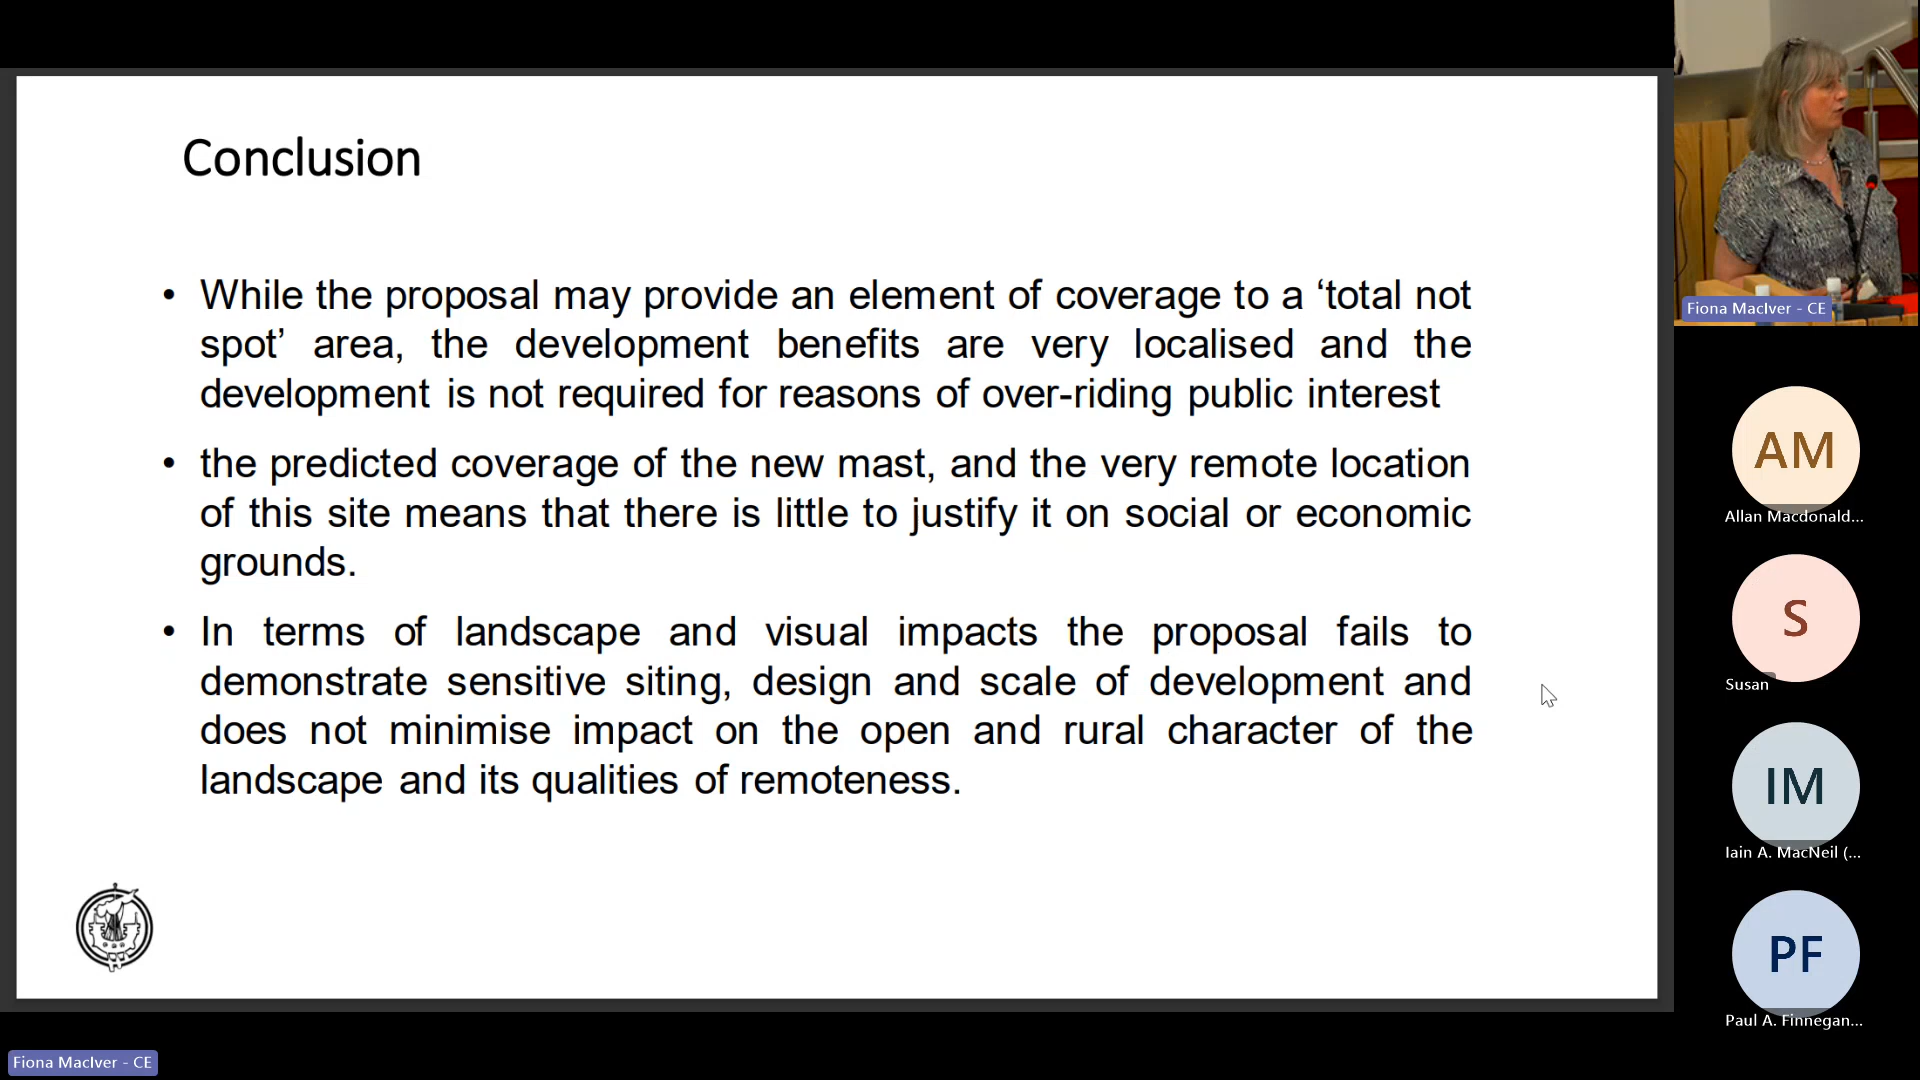 Conclusion
• While the proposal may provide an element of coverage to a ‘total not
spot’ area, the development benefits are very localised and the
development is not required for reasons of over-riding public interest
• the predicted coverage of the new mast, and the very remote location
of this site means that there is little to justify it on social or economic
grounds.
• In terms of landscape and visual impacts the proposal fails to
demonstrate sensitive siting, design and scale of development and
does not minimise impact on the open and rural character of the
landscape and its qualities of remoteness.
Fiona MacIver - CE
AM
Allan Macdonald...
S
Susan
IM
Iain A. MacNeil (...
PF
Paul A. Finnegan...
Fiona MacIver - CE